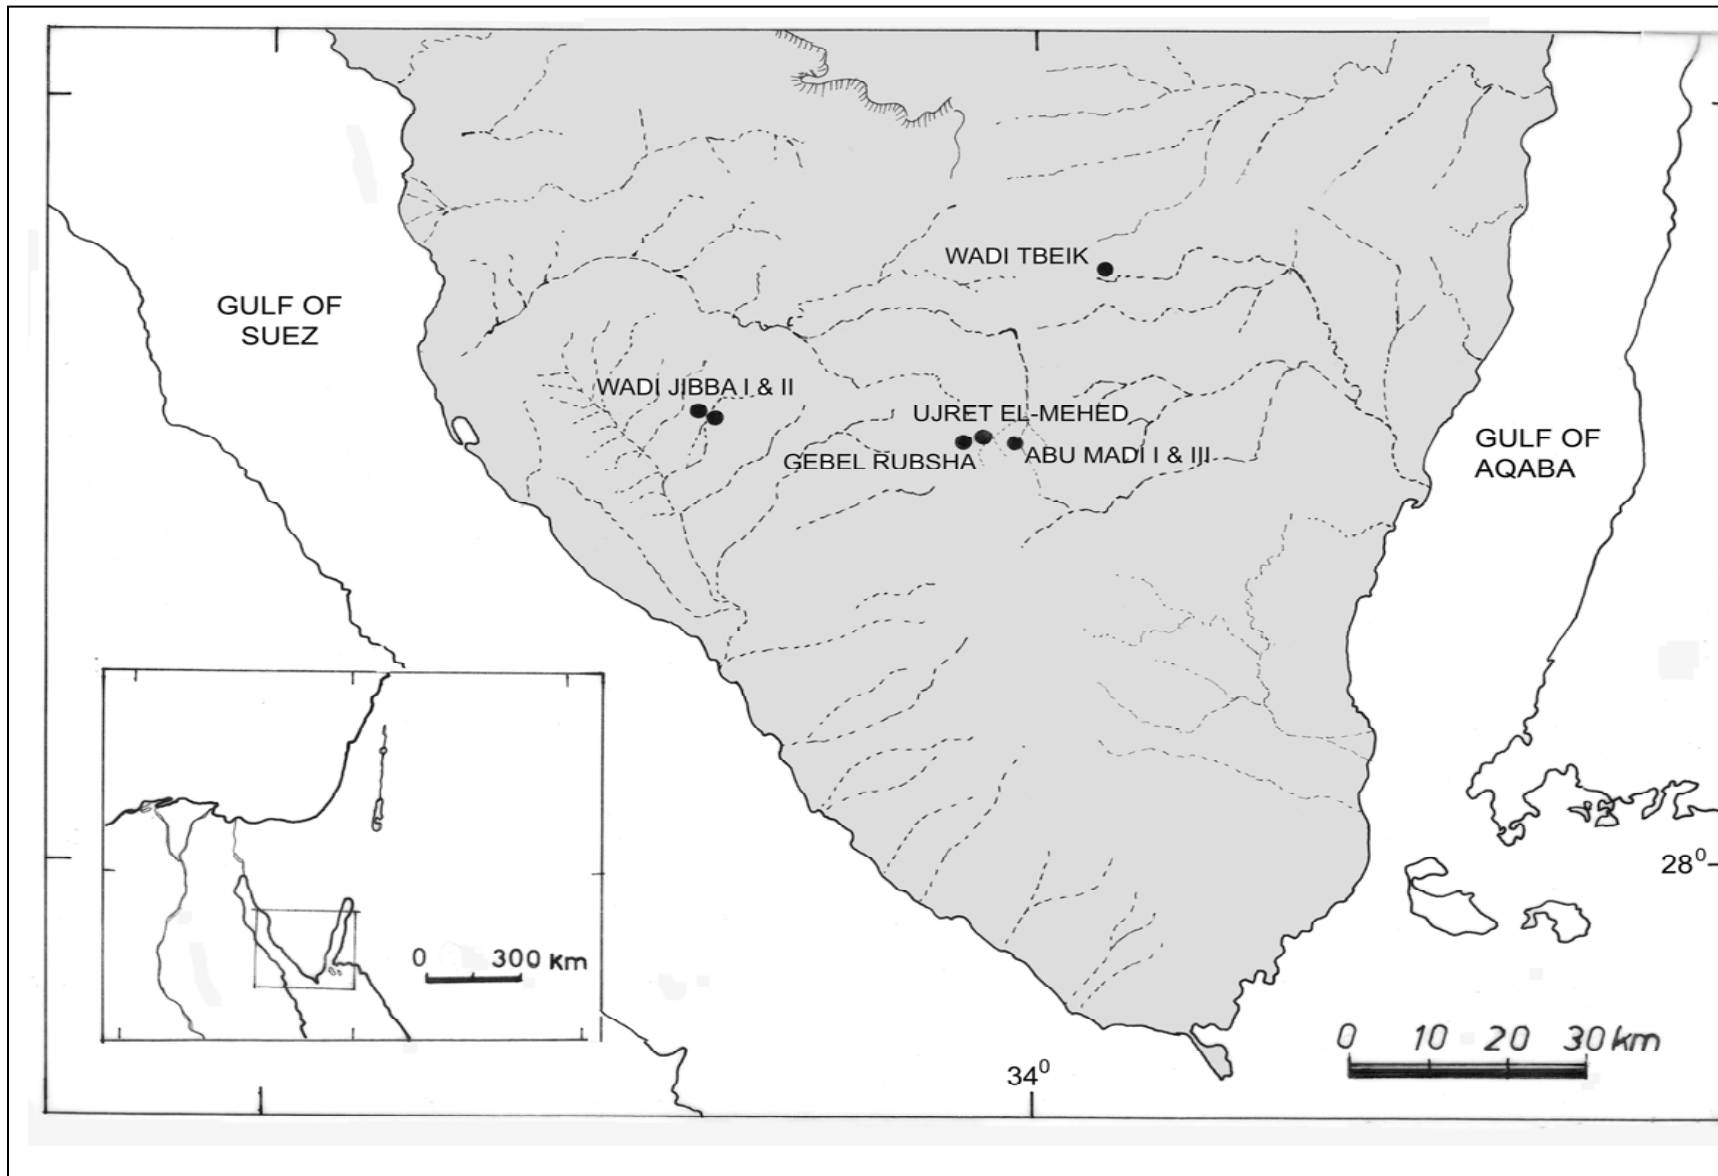 WADI TBEIK
GULF OF
SUEZ
WADI JIBBA I & II
UJRET EL-MEHED
GULF OF
AQABA
GEBEL RUBSHA
ABU MADI I & III
28⁰
0 300 Km
0 10 20 30 km
34⁰